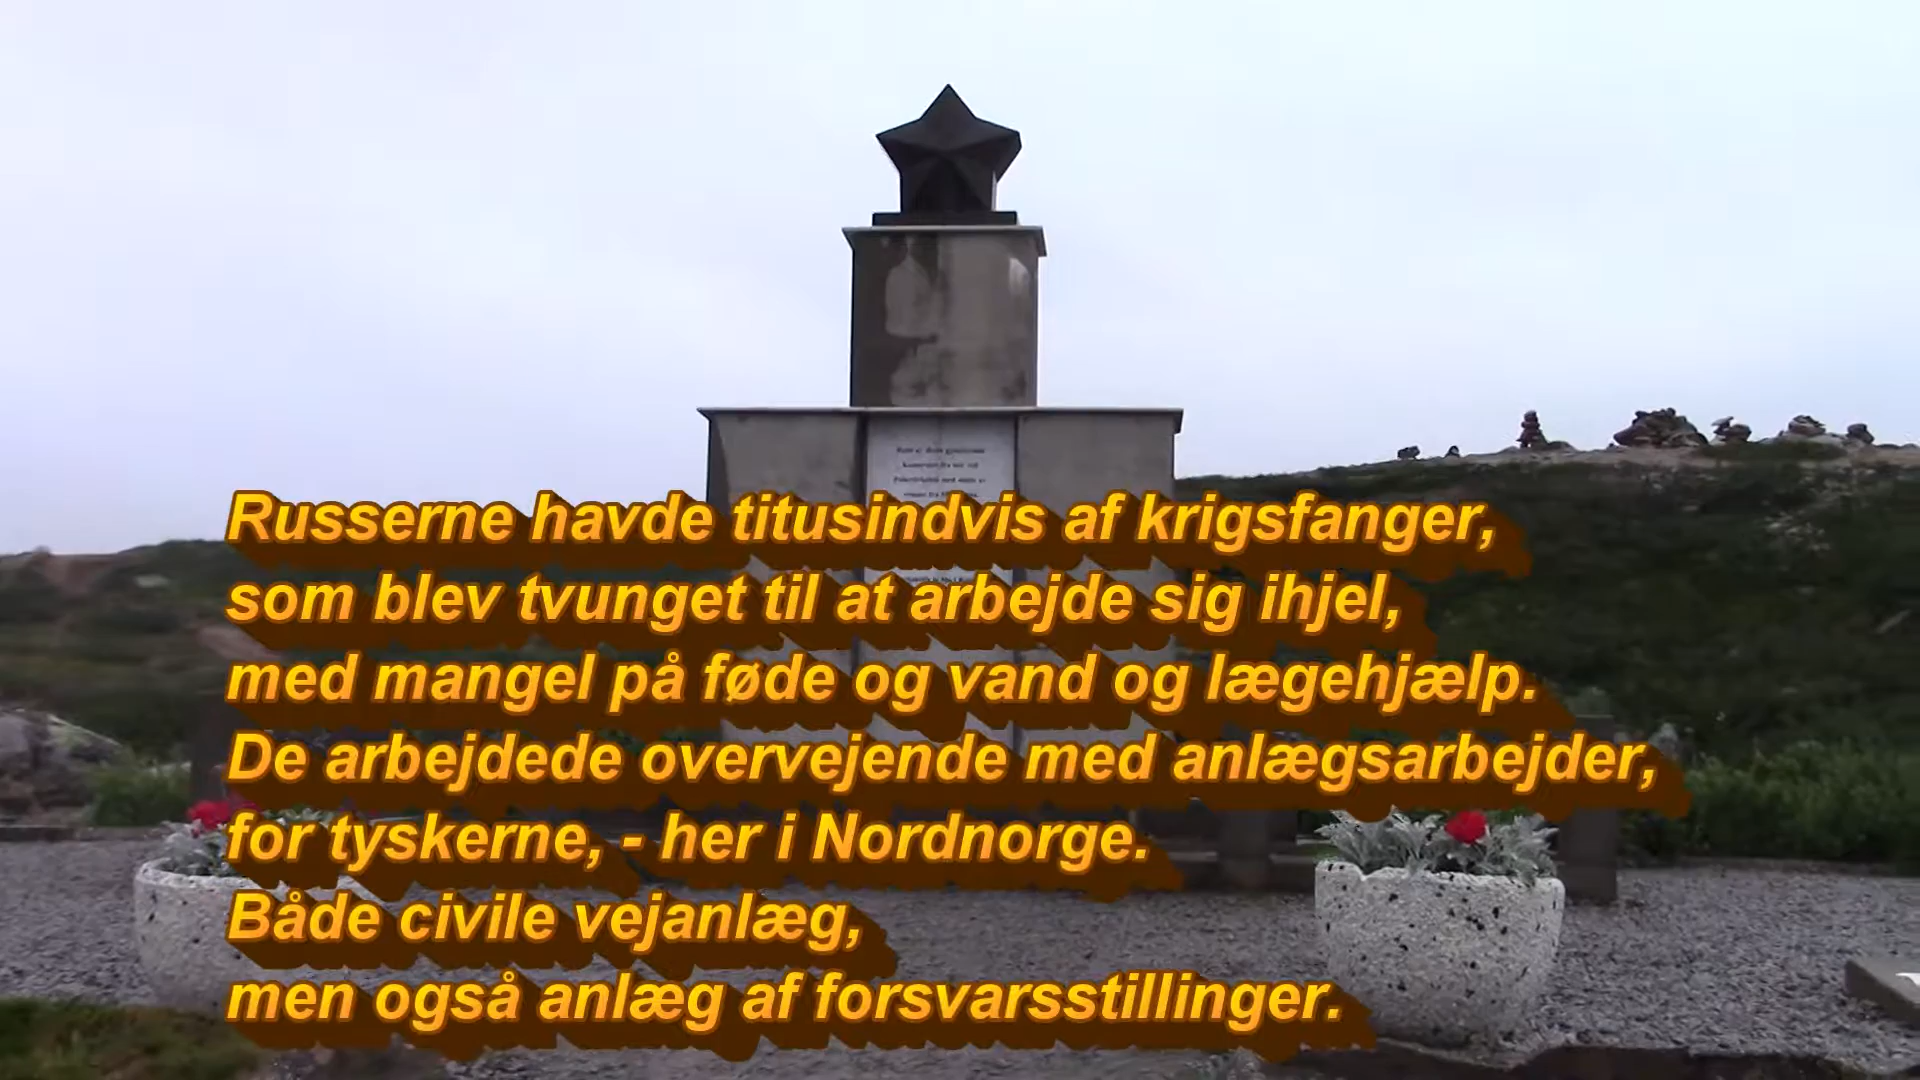 Russerne havde titusindvis af krigsfanger,
som blev tvunget til at arbejde sig ihjel,
med mangel på føde og vand og lægehjælp.
De arbejdede overvejende med anlægsarbejder,
for tyskerne, - her i Nordnorge.
Både civile vejanlæg,
men også anlæg af forsvarsstillinger.